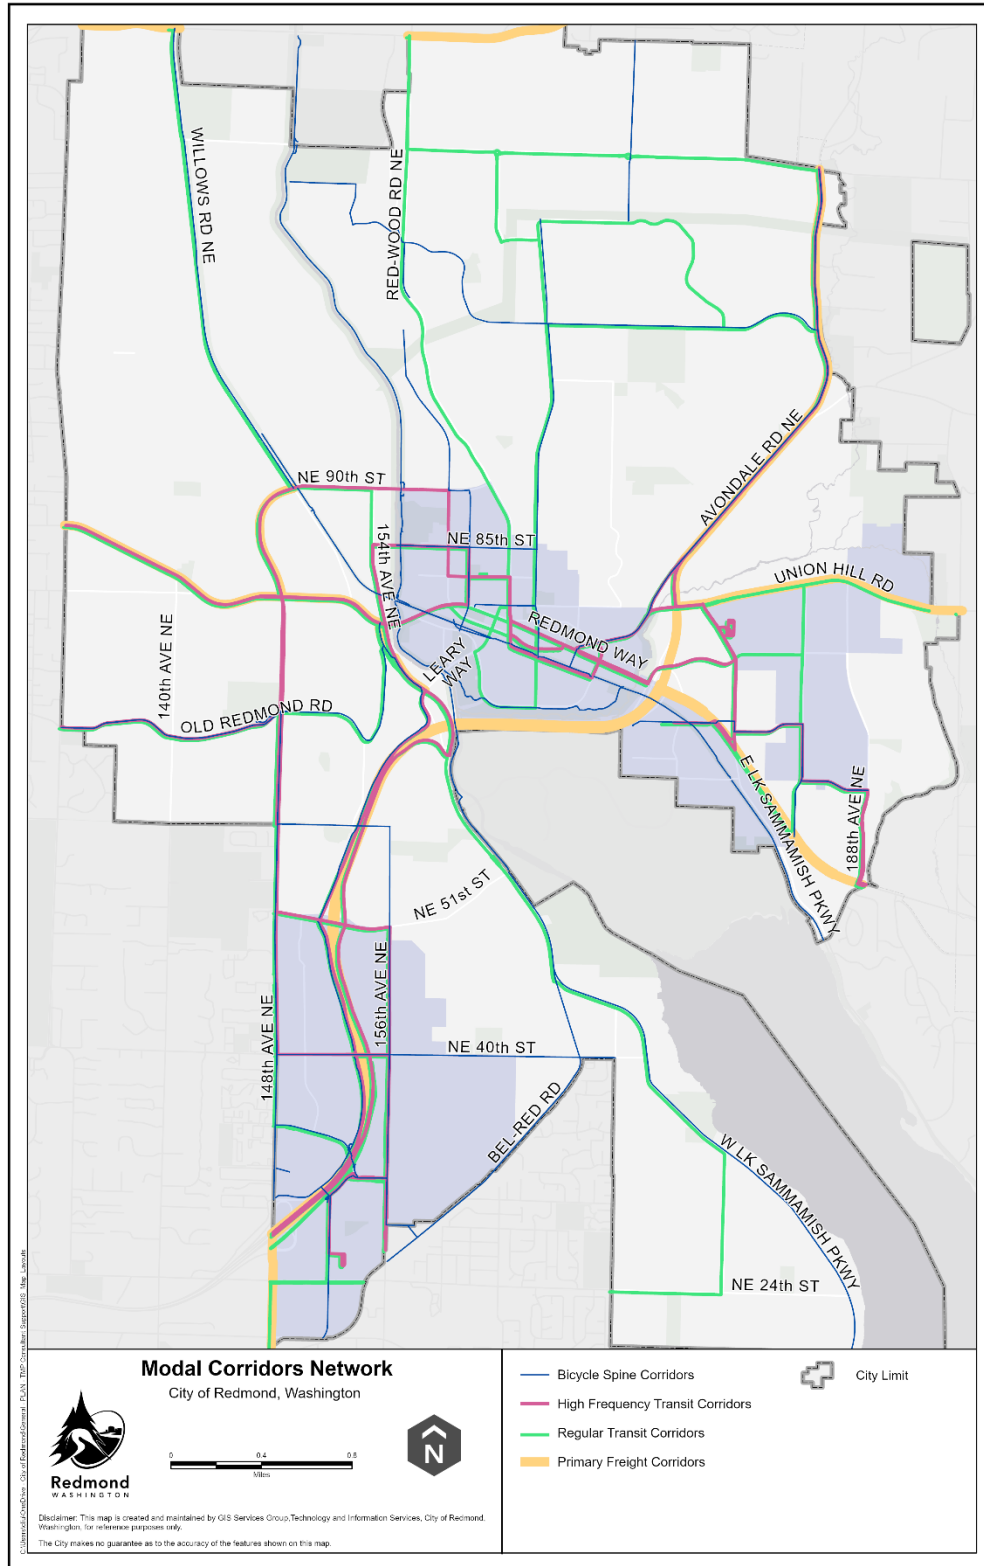 WILLOWS RD NE
RED-WOOD RD NE
AVONDALE RD NE
NE 90th ST
154th AVE NE
NE 85th ST
UNION HILL RD
REDMOND WAY
LEARY
WAY
140th AVE NE
OLD REDMOND RD
E LK SAMMAMISH PKWY
188th AVE NE
NE 51st ST
156th AVE NE
148th AVE NE
NE 40th ST
BEL-RED RD
W LK SAMMAMISH PKWY
NE 24th ST
Modal Corridors Network
City of Redmond, Washington
Redmond
WASHINGTON
0 0.4 0.8
Miles
N
Bicycle Spine Corridors
High Frequency Transit Corridors
Regular Transit Corridors
Primary Freight Corridors
City Limit
Disclaimer: This map is created and maintained by GIS Services Group,Technology and Information Services, City of Redmond,
Washington, for reference purposes only.
The City makes no guarantee as to the accuracy of the features shown on this map.